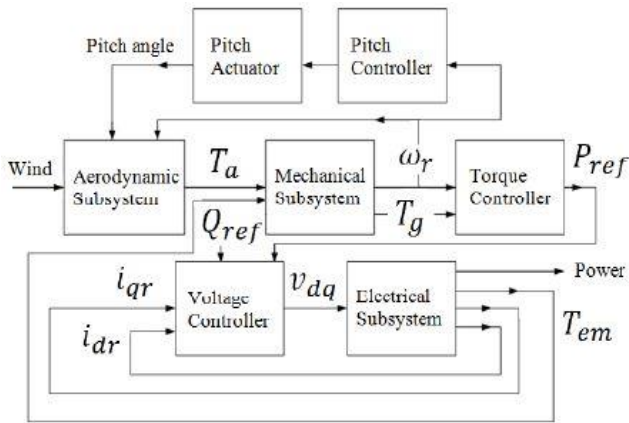 Pitch angle
Pitch
Actuator
Pitch
Controller
Wind
Aerodynamic
Subsystem
T_a
Mechanical
Subsystem
ω_r
T_g
Torque
Controller
P_ref
Q_ref
i_qr
i_dr
Voltage
Controller
v_dq
Electrical
Subsystem
Power
T_em